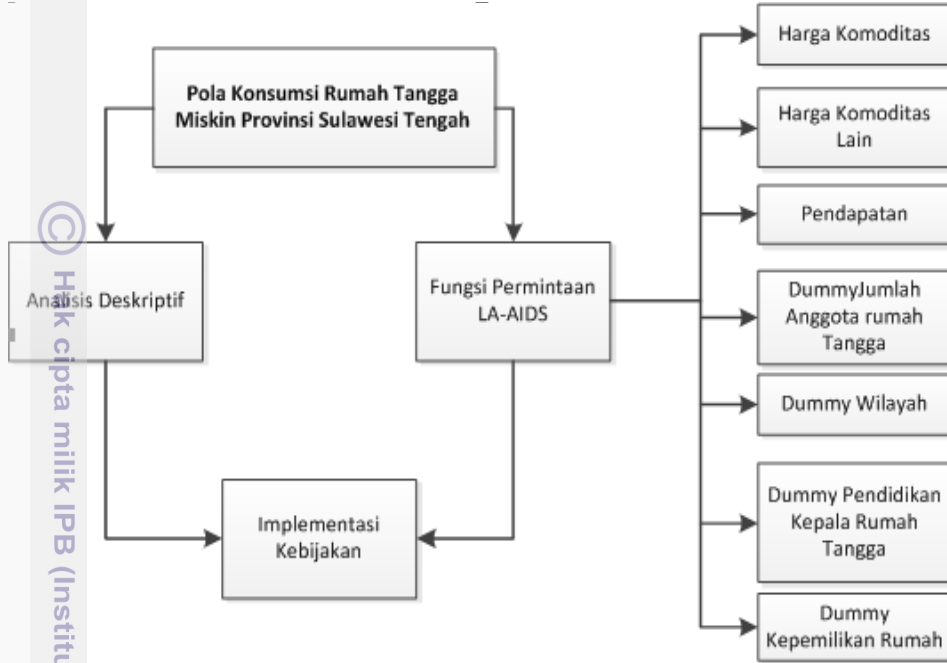 Pola Konsumsi Rumah Tangga
Miskin Provinsi Sulawesi Tengah
Analisis Deskriptif
Fungsi Permintaan
LA-AIDS
Implementasi
Kebijakan
Harga Komoditas
Harga Komoditas
Lain
Pendapatan
DummyJumlah
Anggota rumah
Tangga
Dummy Wilayah
Dummy Pendidikan
Kepala Rumah
Tangga
Dummy
Kepemilikan Rumah
© Hak cipta milik IPB